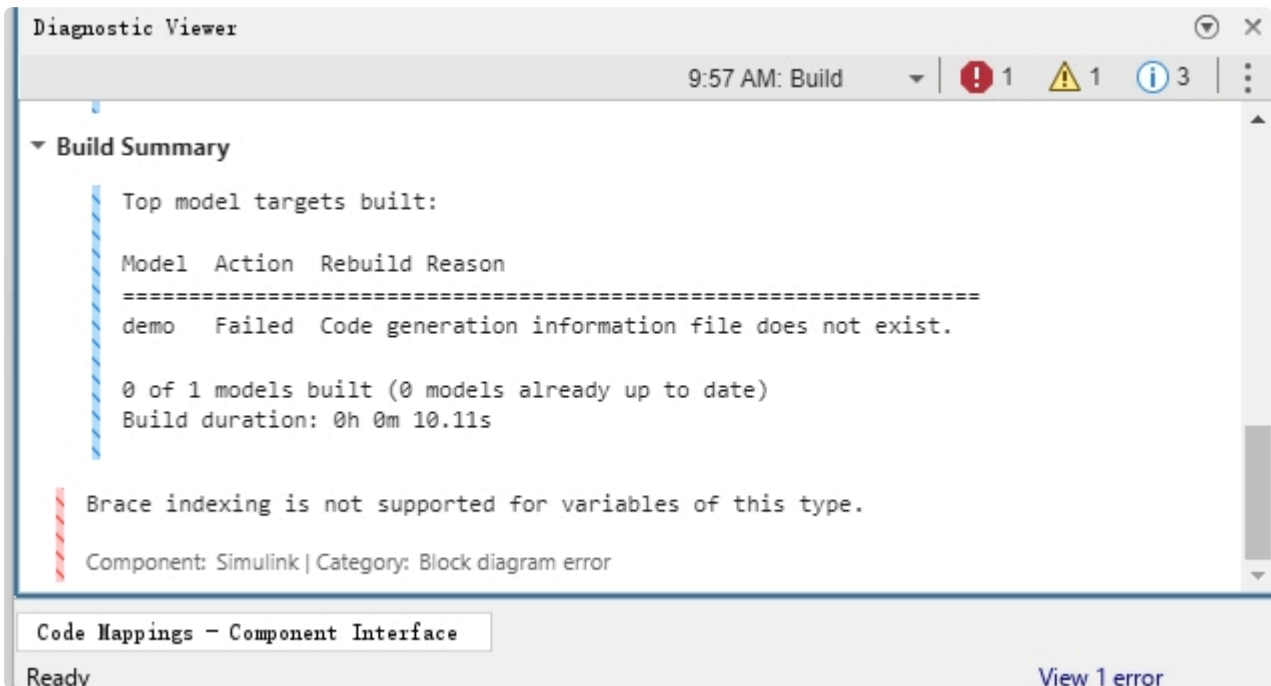 Diagnostic Viewer
9:57 AM: Build 1 1 3
Build Summary
Top model targets built:
Model Action Rebuild Reason
=================================================================
demo Failed Code generation information file does not exist.
0 of 1 models built (0 models already up to date)
Build duration: 0h 0m 10.11s
Brace indexing is not supported for variables of this type.
Component: Simulink | Category: Block diagram error
Code Mappings - Component Interface
Ready View 1 error